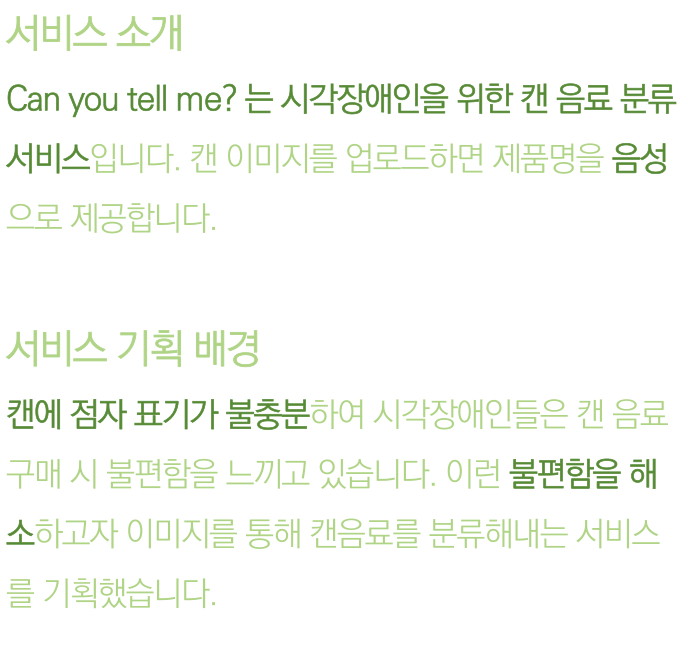 서비스 소개
Can you tell me? 는 시각장애인을 위한 캔 음료 분류
서비스입니다. 캔 이미지를 업로드하면 제품명을 음성
으로 제공합니다.
서비스 기획 배경
캔에 점자 표기가 불충분하여 시각장애인들은 캔 음료
구매 시 불편함을 느끼고 있습니다. 이런 불편함을 해
소하고자 이미지를 통해 캔음료를 분류해내는 서비스
를 기획했습니다.